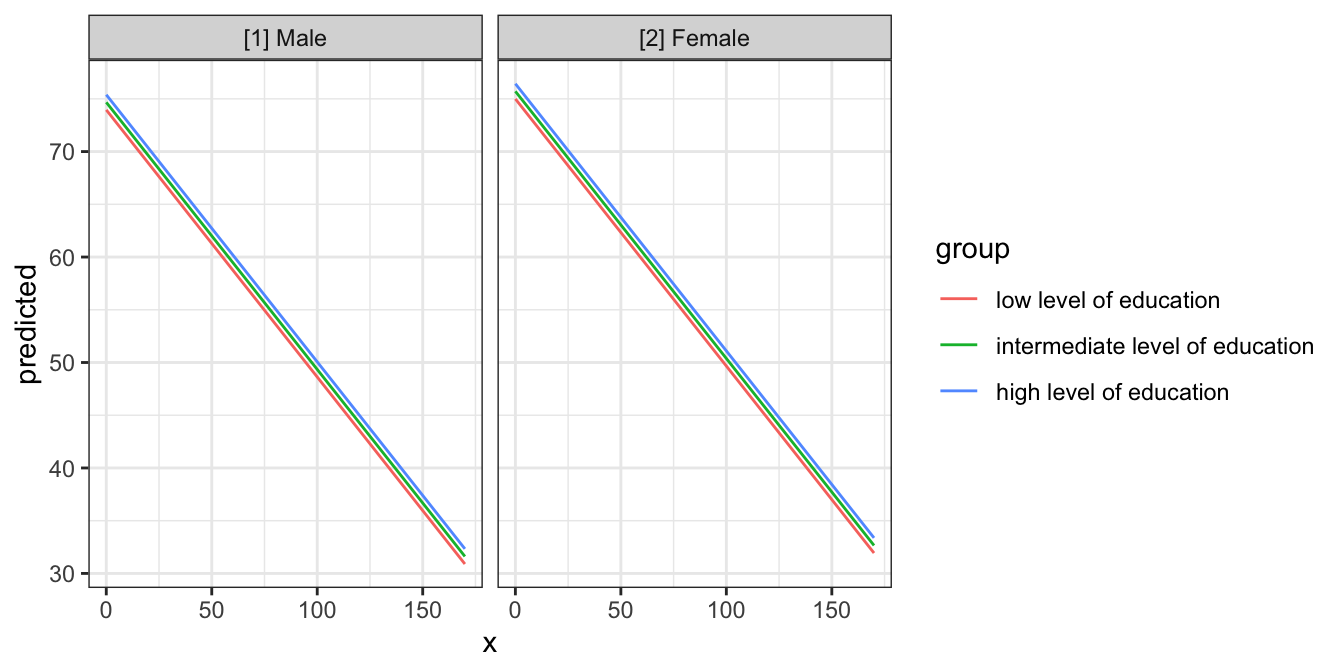 [1] Male
[2] Female
predicted
70
60
50
40
30
0 50 100 150
0 50 100 150
x
group
low level of education
intermediate level of education
high level of education